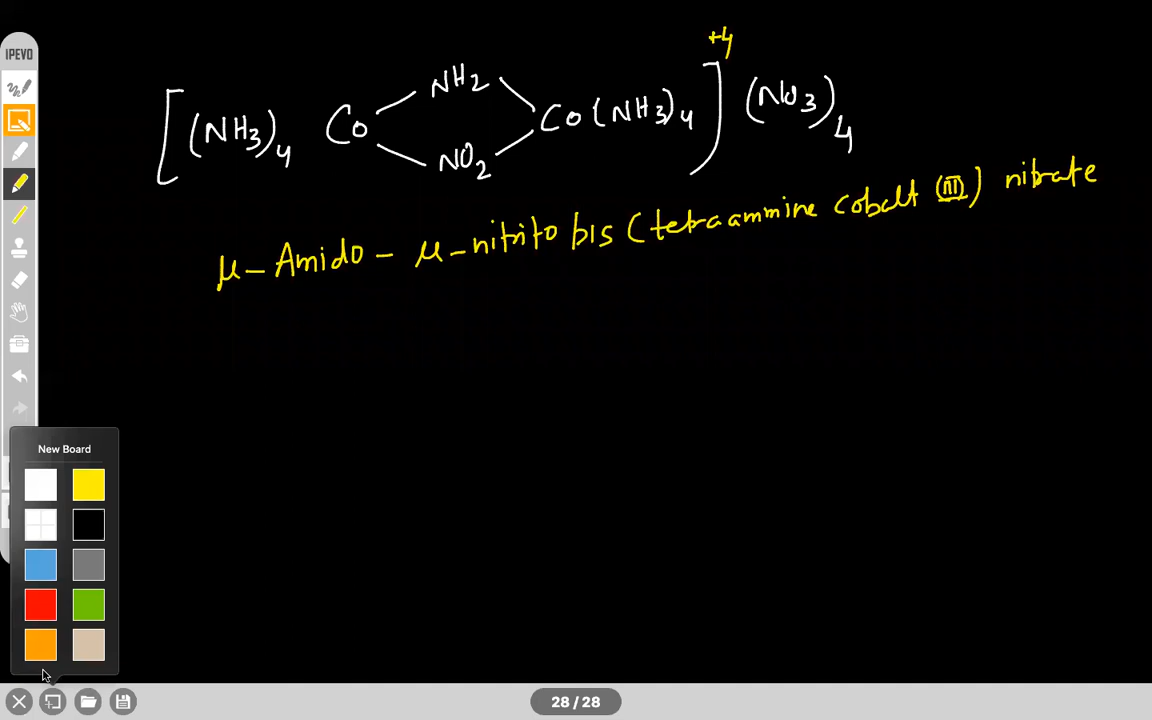 IPEVO
[(NH3)4 Co NH2 NO2 Co(NH3)4]+4 (NO3)4
μ-Amido-μ-nitrito bis (tetraammine cobalt (III) nitrate
New Board
28/28